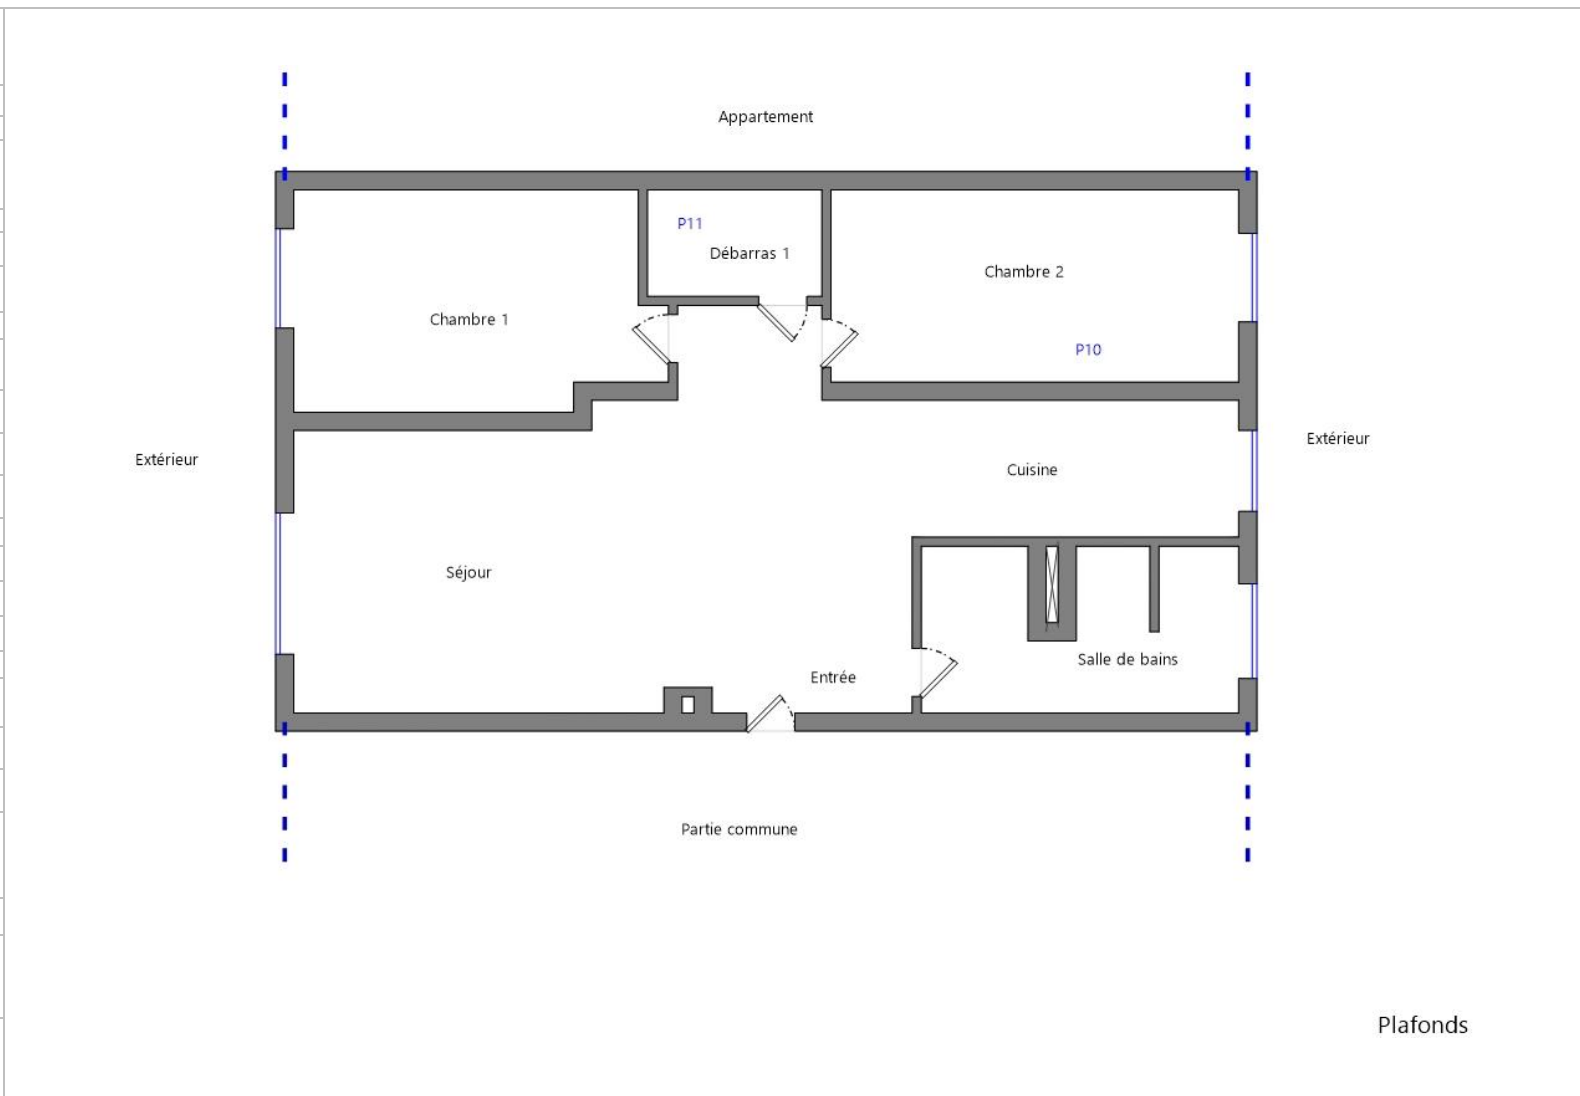 Appartement
P11
Débarras 1
Chambre 2
Chambre 1
P10
Extérieur
Extérieur
Cuisine
Séjour
Salle de bains
Entrée
Partie commune
Plafonds